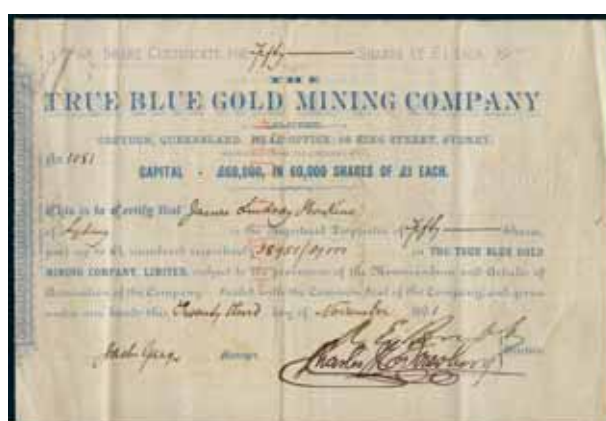 SHARE CERTIFICATE FOR Fifty SHARES OF £1 EACH.
THE
TRUE BLUE GOLD MINING COMPANY
LIMITED.
CROYDON, QUEENSLAND. HEAD OFFICE: KING STREET, SYDNEY.
No 1081
CAPITAL - £60,000, IN 60,000 SHARES OF £1 EACH.
This is to Certify that James Lindsay
of Sydney is the Registered Proprietor of Fifty Shares,
paid up to £1, numbered respectively in THE TRUE BLUE GOLD
MINING COMPANY, LIMITED, subject to the provisions of the Memorandum and Articles of
Association of the Company. Sealed with the Common Seal of the Company, and given
under our hands this Twenty third day of November
Manager. Directors.
Charles